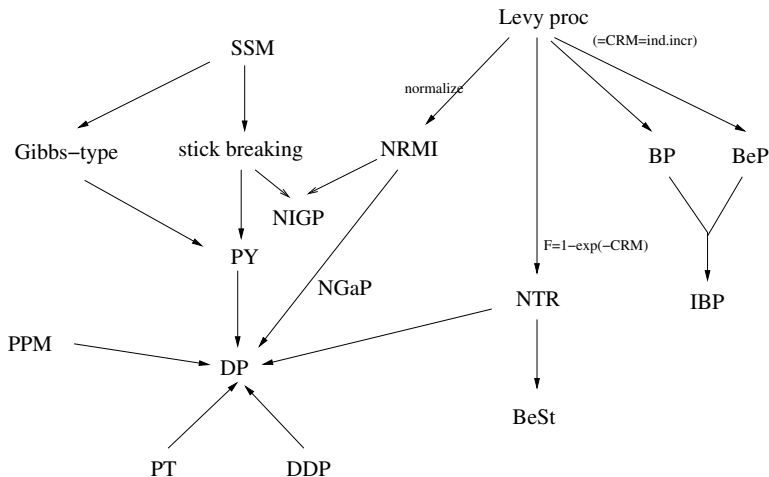 Levy proc
SSM
(=CRM=ind.incr)
normalize
Gibbs−type
stick breaking
NRMI
BP
BeP
NIGP
PY
F=1−exp(−CRM)
NGaP
NTR
IBP
PPM
DP
BeSt
PT
DDP